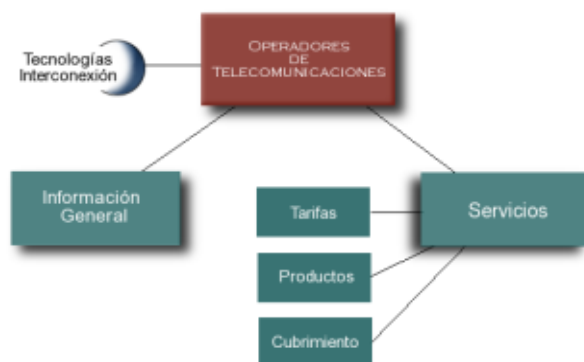 Tecnologías
Interconexión
OPERADORES
DE
TELECOMUNICACIONES
Información
General
Tarifas
Servicios
Productos
Cubrimiento